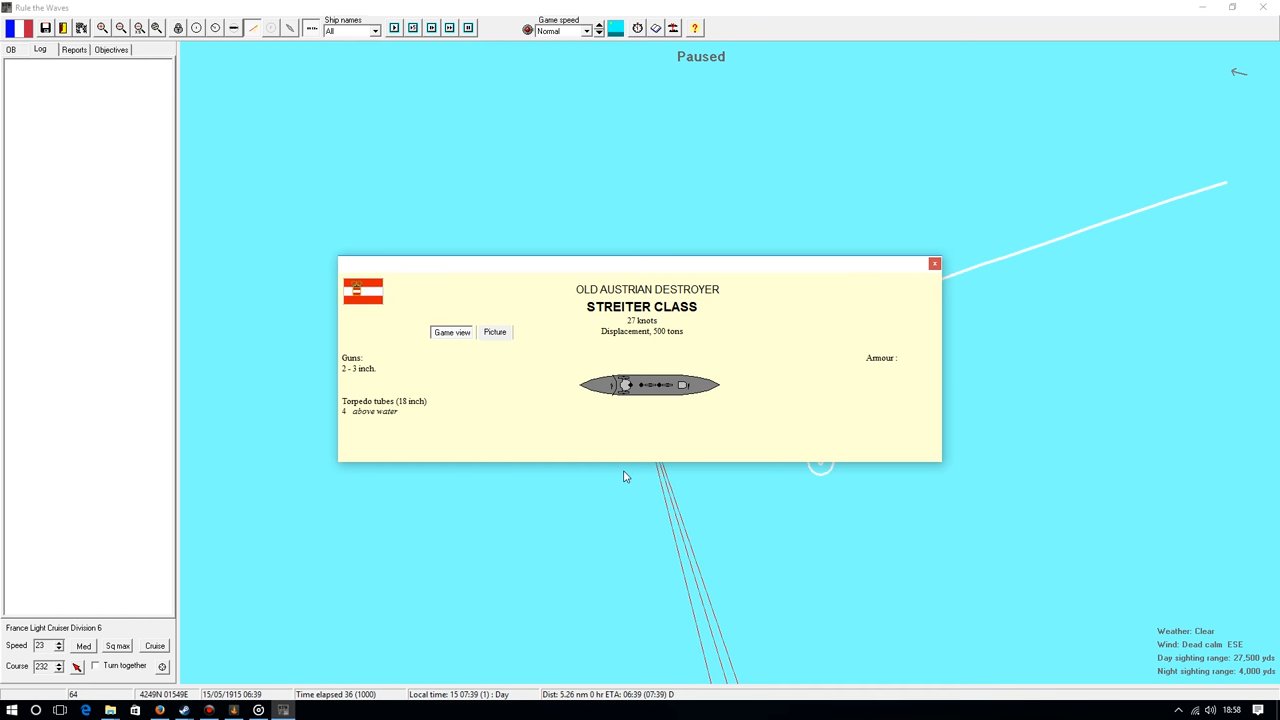 Rule the Waves
Ship names
All
Game speed
Normal
OB
Log
Reports
Objectives
Paused
OLD AUSTRIAN DESTROYER
STREITER CLASS
27 knots
Displacement, 500 tons
Game view
Picture
Guns:
2 - 3 inch.
Armour :
Torpedo tubes (18 inch)
4 above water
France Light Cruiser Division 6
Speed 23 Med Sq max Cruise
Course 232 Turn together
Weather: Clear
Wind: Dead calm ESE
Day sighting range: 27,500 yds
Night sighting range: 4,000 yds
64
4249N 01549E
15/05/1915 06:39
Time elapsed 36 (1000)
Local time: 15 07:39 (1) : Day
Dist: 5.26 nm 0 hr ETA: 06:39 (07:39) D
18:58